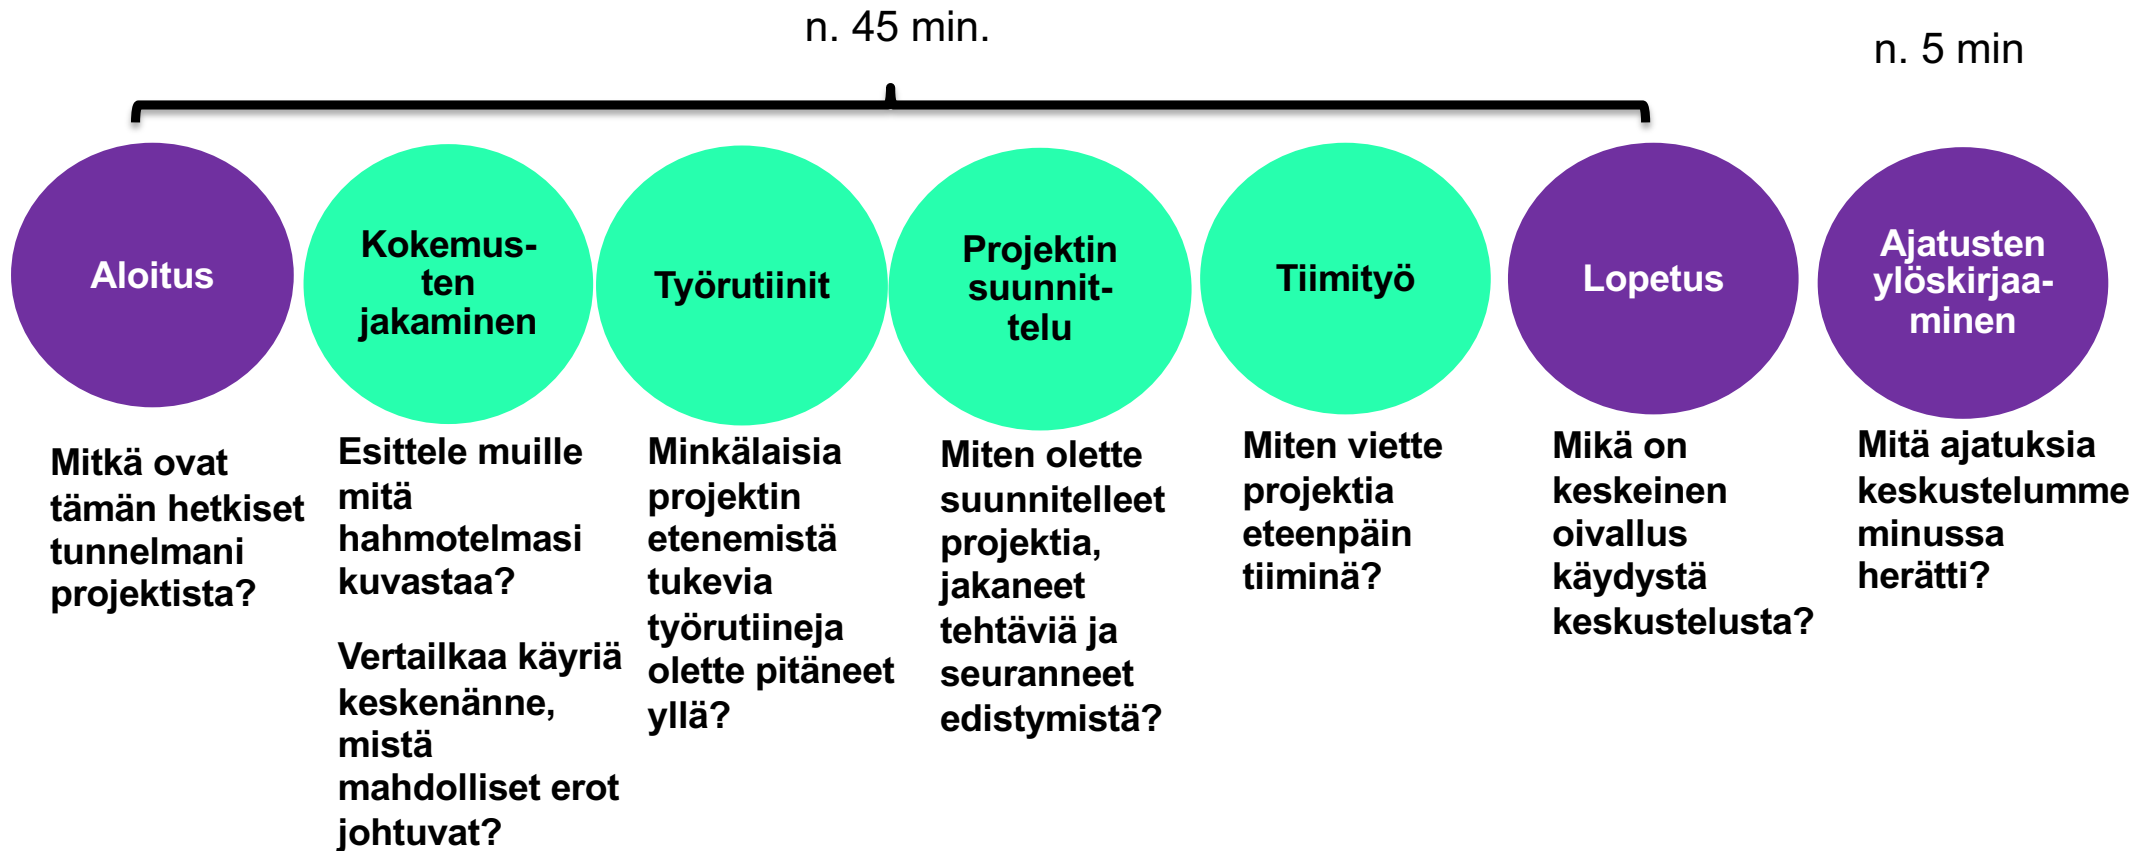 n. 45 min.
n. 5 min
Aloitus
Kokemus-
ten
jakaminen
Työrutiinit
Projektin
suunnit-
telu
Tiimityö
Lopetus
Ajatusten
ylöskirjaa-
minen
Mitkä ovat
tämän hetkiset
tunnelmani
projektista?
Esittele muille
mitä
hahmotelmasi
kuvastaa?
Vertailkaa käyriä
keskenänne,
mistä
mahdolliset erot
johtuvat?
Minkälaisia
projektin
etenemistä
tukevia
työrutiineja
olette pitäneet
yllä?
Miten olette
suunnitelleet
projektia,
jakaneet
tehtäviä ja
seuranneet
edistymistä?
Miten viette
projektia
eteenpäin
tiiminä?
Mikä on
keskeinen
oivallus
käydystä
keskustelusta?
Mitä ajatuksia
keskustelumme
minussa
herätti?